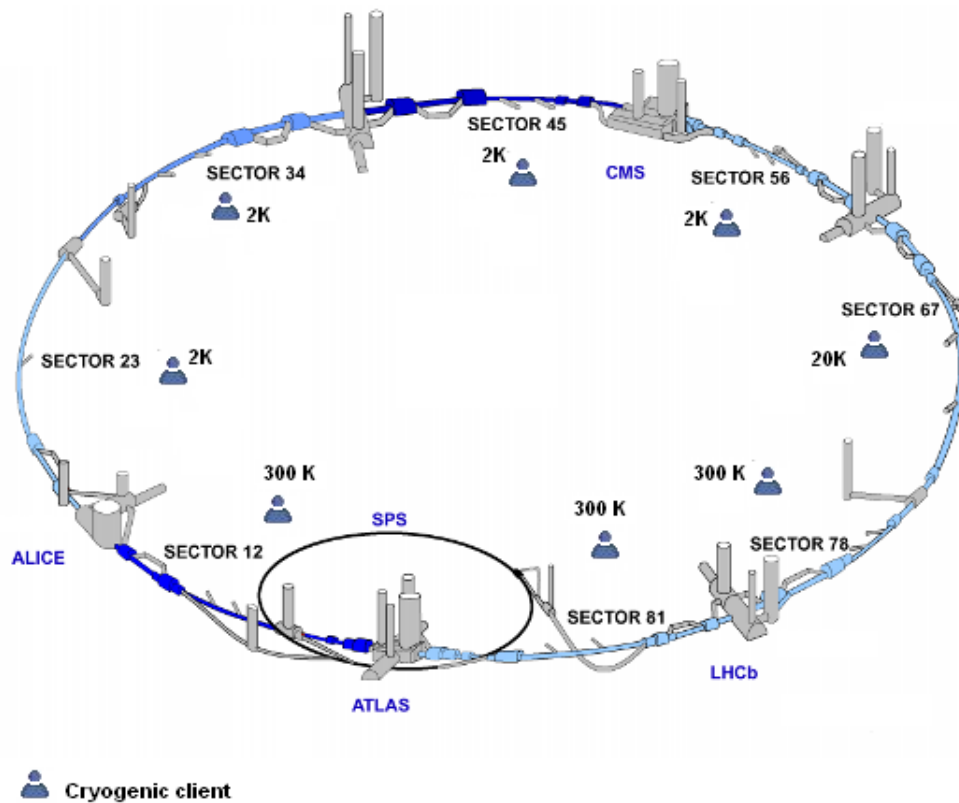 SECTOR 45
2K
CMS
SECTOR 34
2K
SECTOR 56
2K
SECTOR 67
20K
SECTOR 23
2K
300 K
300 K
300 K
SPS
ALICE
SECTOR 12
SECTOR 78
SECTOR 81
LHCb
ATLAS
Cryogenic client